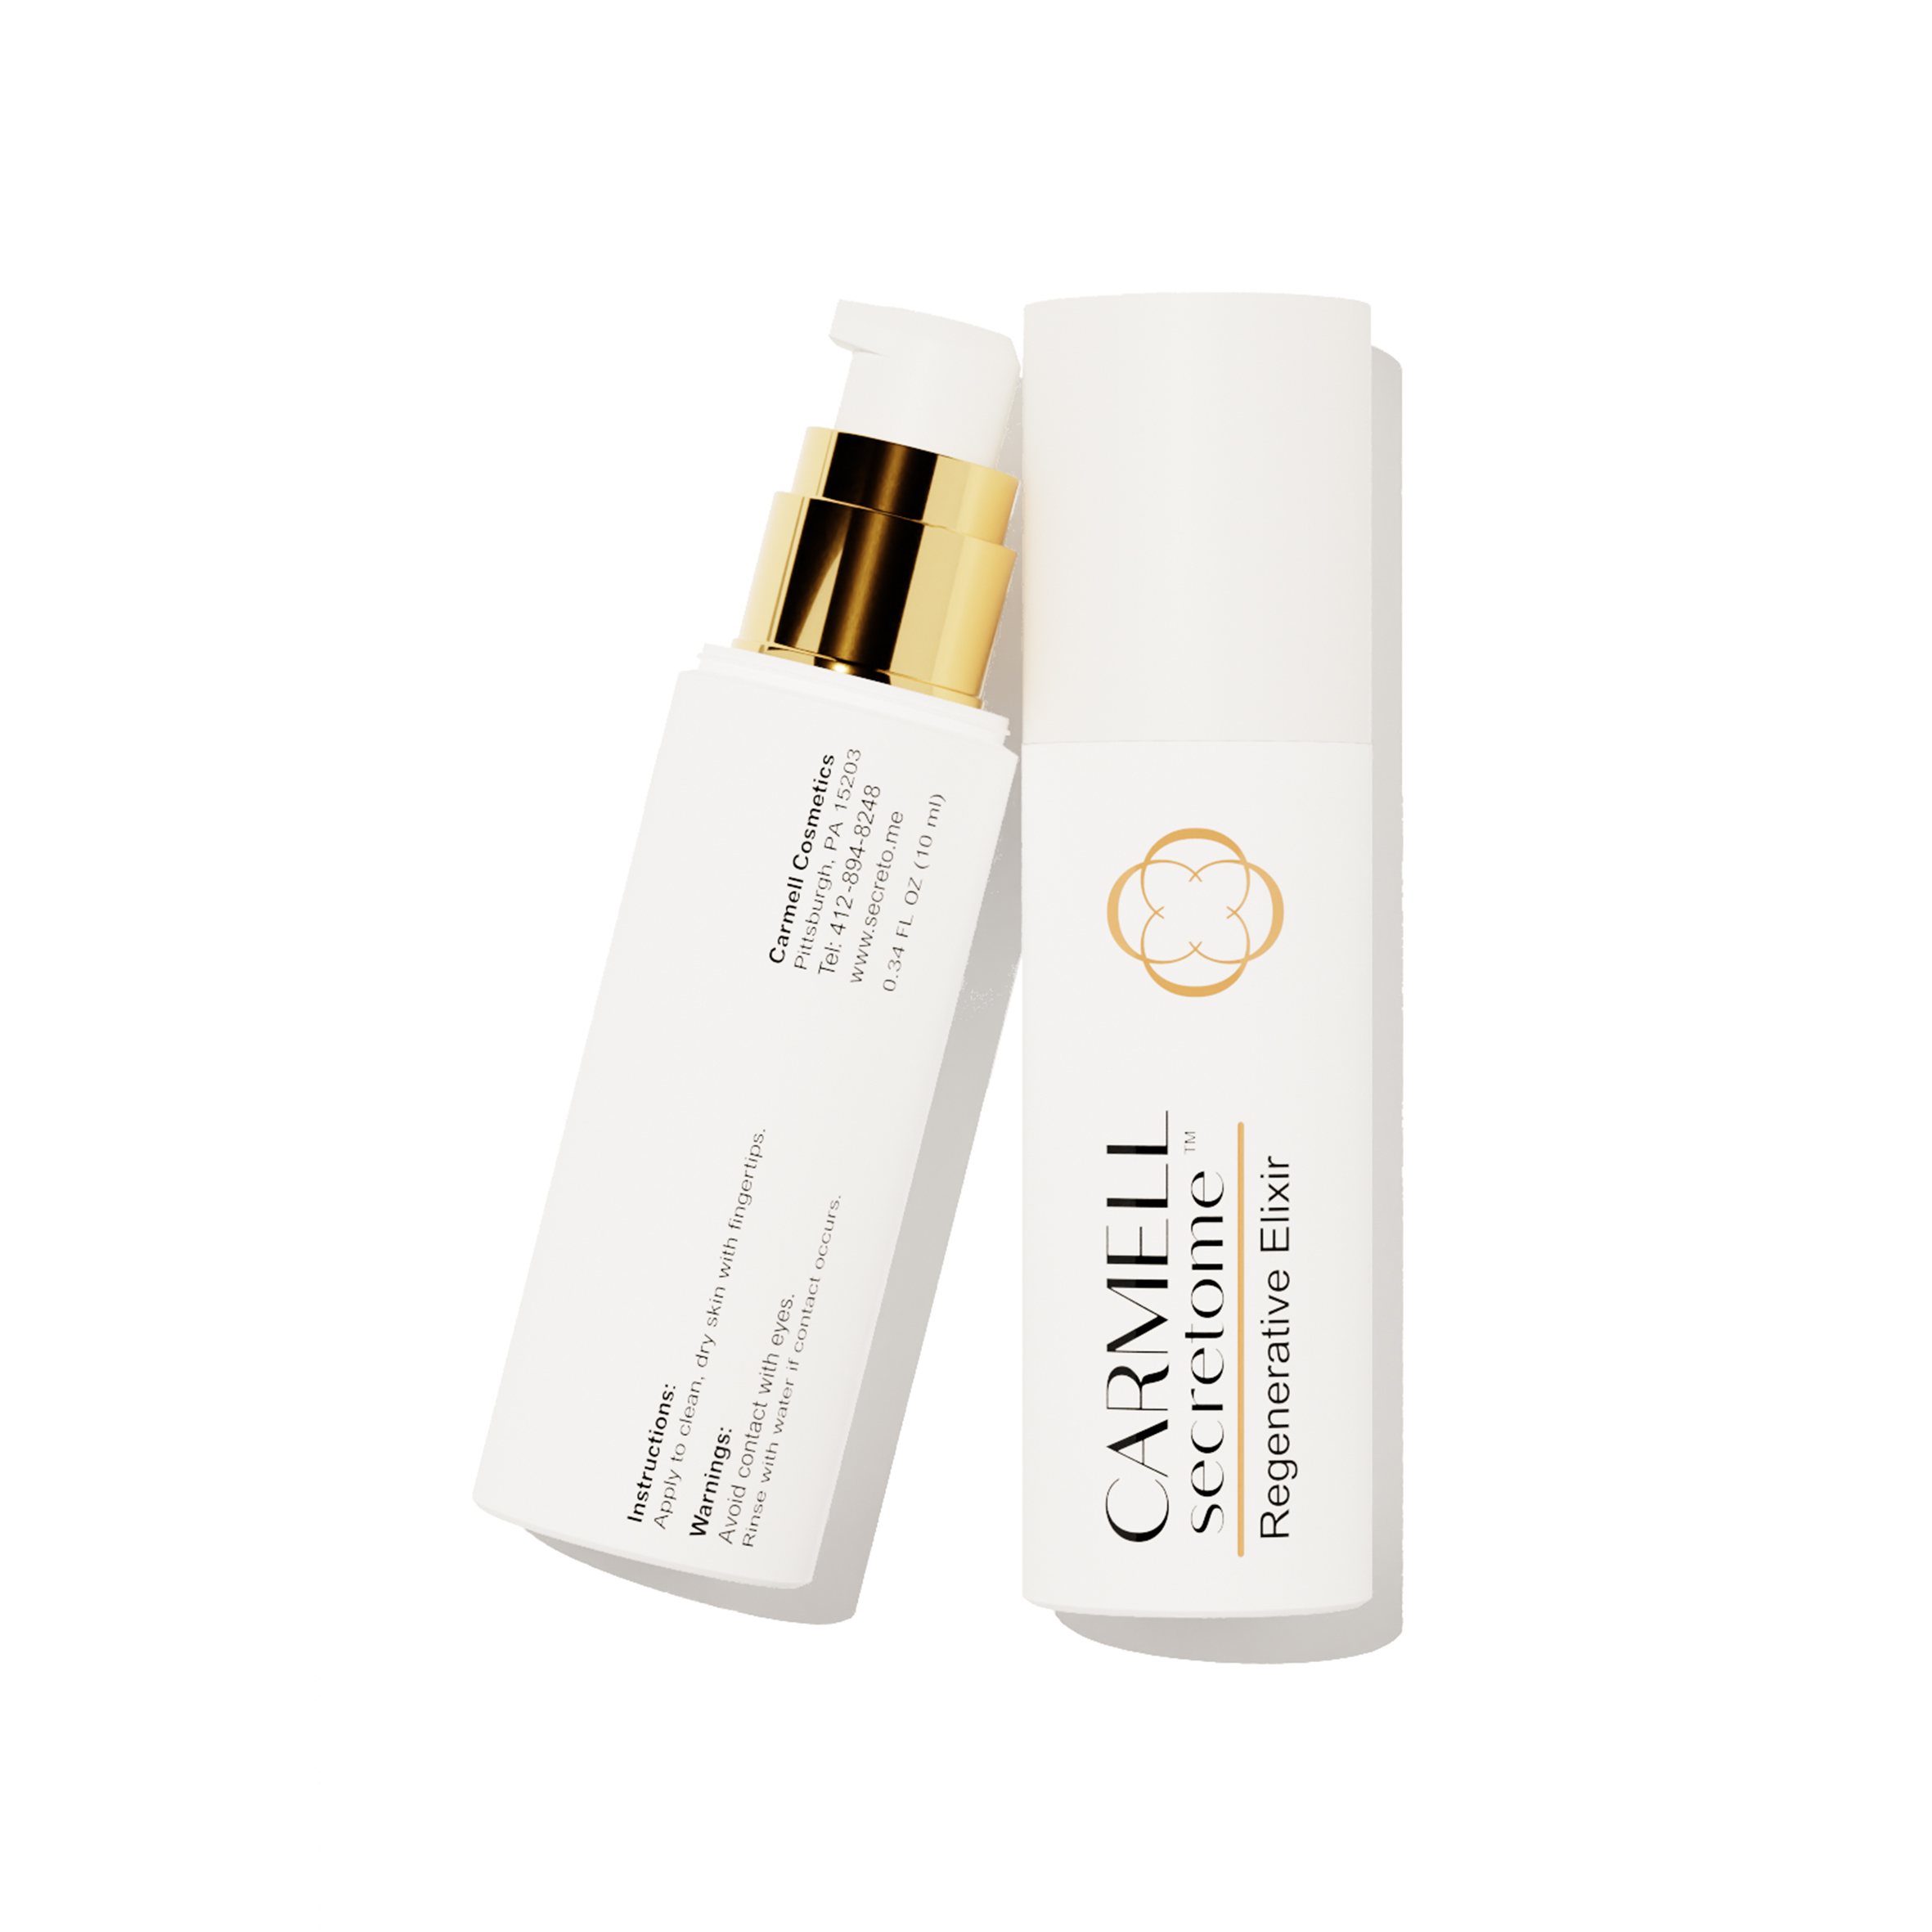 Carmell Cosmetics
Pittsburgh, PA 15203
Tel: 412-894-8248
www.secreto.me
0.34 FL OZ (10 ml)
Instructions:
Apply to clean, dry skin with fingertips.
Warnings:
Avoid contact with eyes.
Rinse with water if contact occurs.
CARMELL
secretome™
Regenerative Elixir